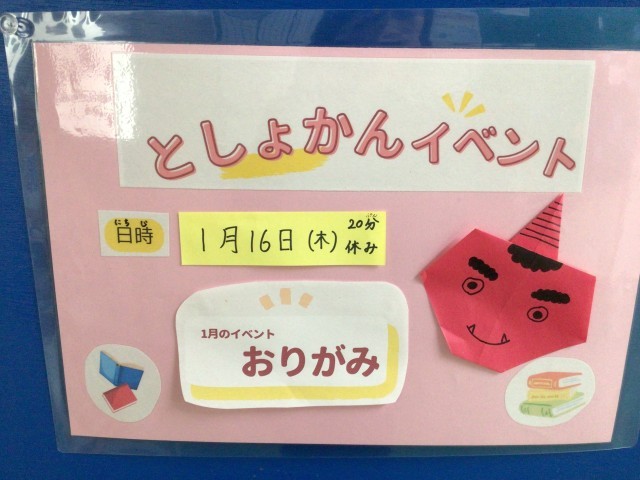 としょかんイベント
にちじ
日時
1月16日(木) 20分休み
1月のイベント
おりがみ